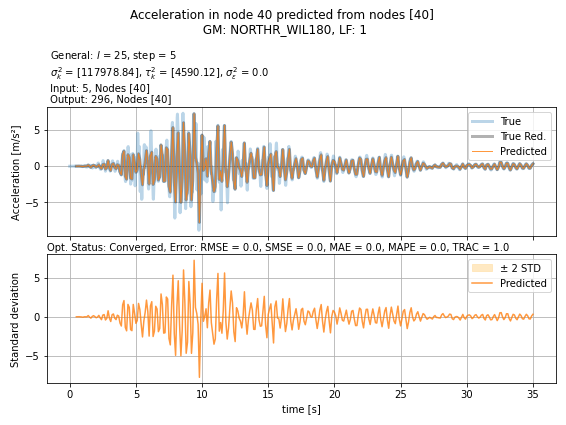 Acceleration in node 40 predicted from nodes [40]
GM: NORTHR_WIL180, LF: 1
General: l = 25, step = 5
σ²ₖ = [117978.84], τ²ₖ = [4590.12], σ²ε = 0.0
Input: 5, Nodes [40]
Output: 296, Nodes [40]
Acceleration [m/s²]
5
0
−5
True
True Red.
Predicted
Opt. Status: Converged, Error: RMSE = 0.0, SMSE = 0.0, MAE = 0.0, MAPE = 0.0, TRAC = 1.0
Standard deviation
5
0
−5
± 2 STD
Predicted
0 5 10 15 20 25 30 35
time [s]